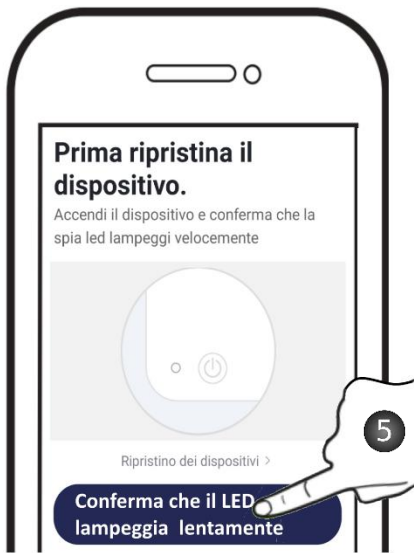 Prima ripristina il
dispositivo.
Accendi il dispositivo e conferma che la
spia led lampeggi velocemente
Ripristino dei dispositivi >
Conferma che il LED
lampeggia lentamente
5